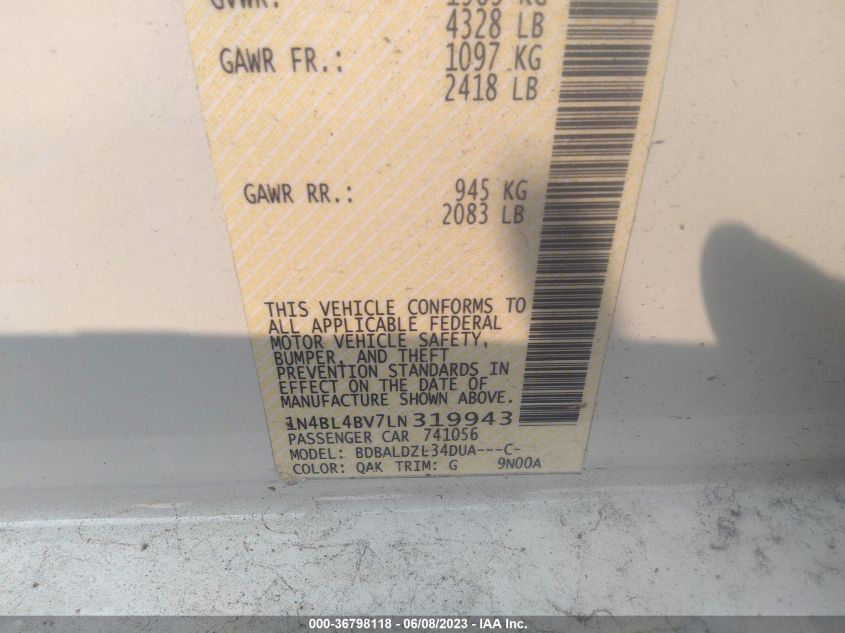 GVWR:
4328 LB
GAWR FR.: 1097 KG
2418 LB
GAWR RR.: 945 KG
2083 LB
THIS VEHICLE CONFORMS TO
ALL APPLICABLE FEDERAL
MOTOR VEHICLE SAFETY,
BUMPER, AND THEFT
PREVENTION STANDARDS IN
EFFECT ON THE DATE OF
MANUFACTURE SHOWN ABOVE.
1N4BL4BV7LN319943
PASSENGER CAR 741056
MODEL: BDBALDZL34DUA---C-
COLOR: QAK TRIM: G 9N00A
000-36798118 - 06/08/2023 - IAA Inc.